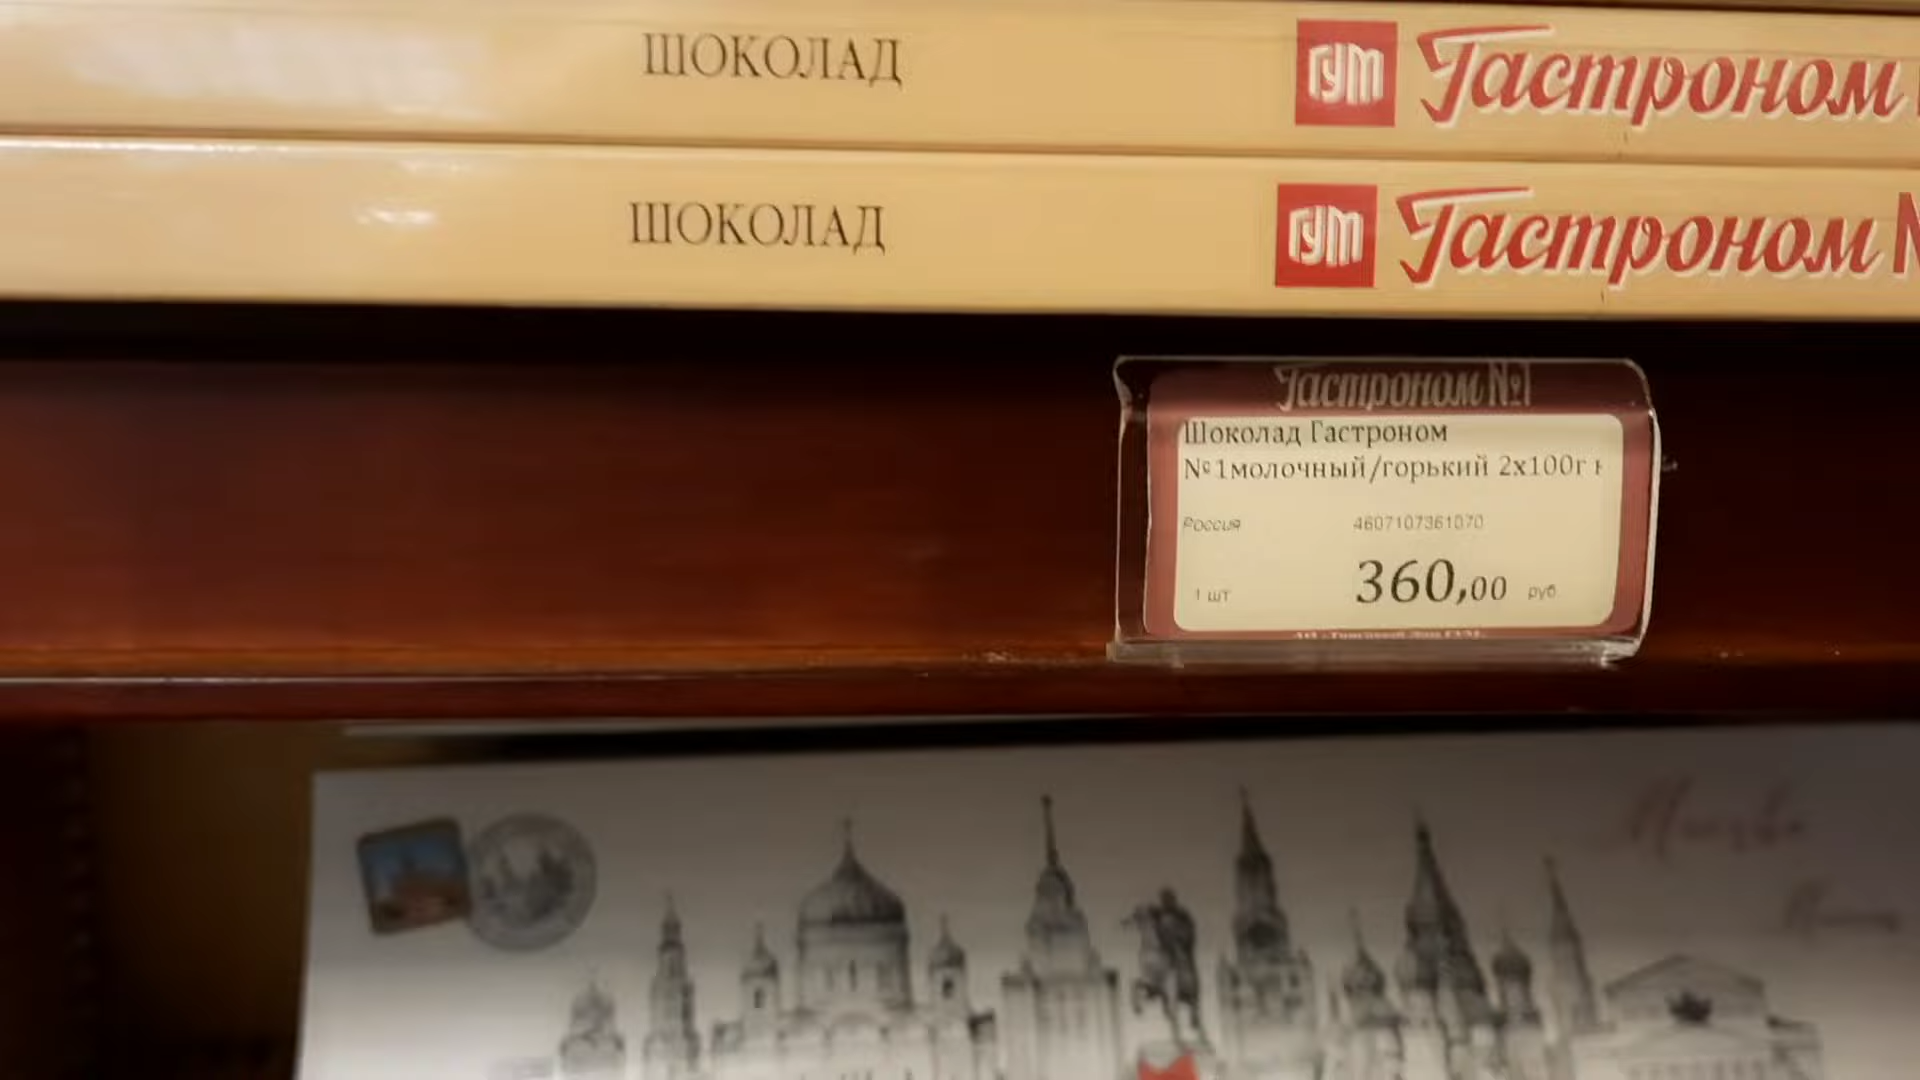 ШОКОЛАД ГУМ Гастроном
ШОКОЛАД ГУМ Гастроном
Гастроном №1
Шоколад Гастроном
№1молочный/горький 2х100г
Россия 4607107361070
1 шт 360,00 руб